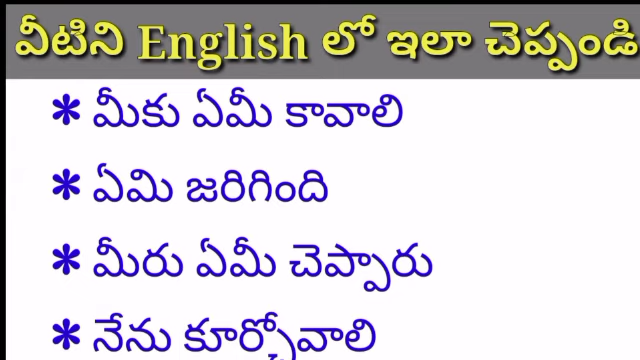 వీటిని English లో ఇలా చెప్పండి
* మీకు ఏమీ కావాలి
* ఏమి జరిగింది
* మీరు ఏమీ చెప్పారు
* నేను కూర్చోవాలి